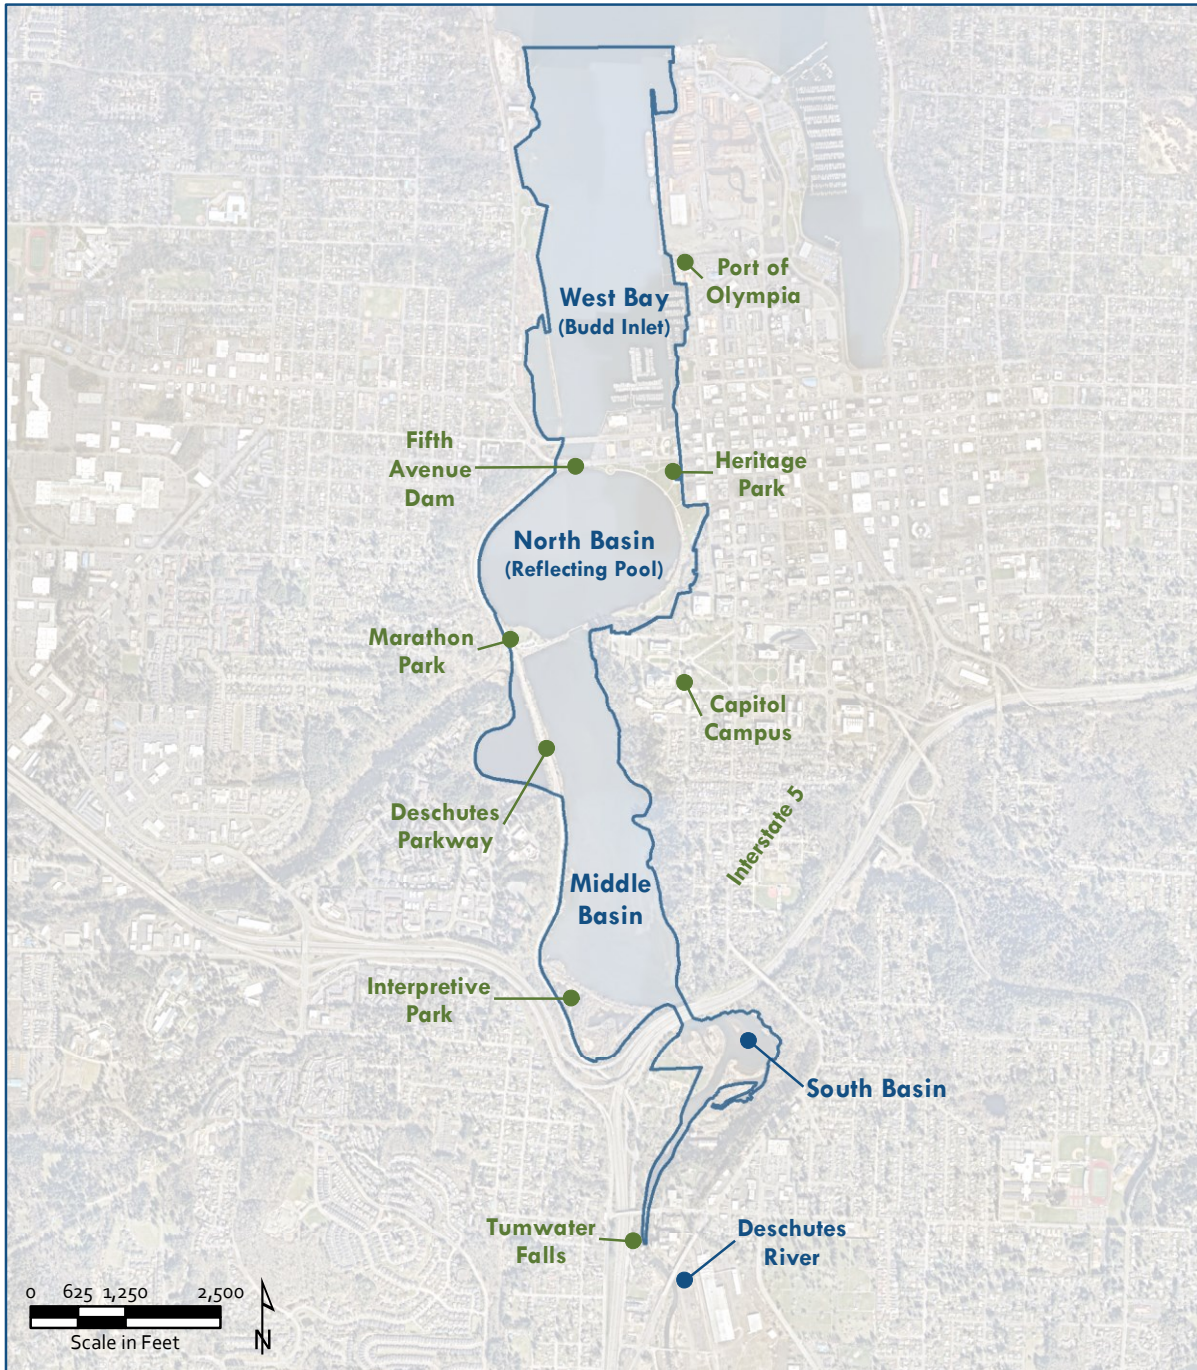 Port of
Olympia
West Bay
(Budd Inlet)
Fifth
Avenue
Dam
Heritage
Park
North Basin
(Reflecting Pool)
Marathon
Park
Capitol
Campus
Deschutes
Parkway
Interstate 5
Middle
Basin
Interpretive
Park
South Basin
Tumwater
Falls
Deschutes
River
0 625 1,250 2,500
Scale in Feet
N